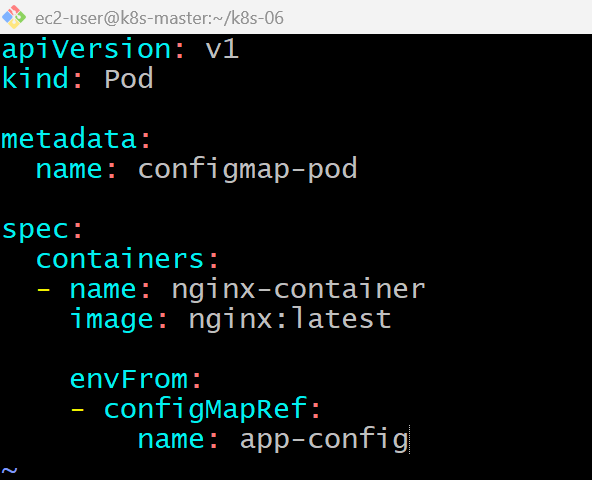 ec2-user@k8s-master:~/k8s-06
apiVersion: v1
kind: Pod
metadata:
  name: configmap-pod
spec:
  containers:
  - name: nginx-container
    image: nginx:latest
    envFrom:
    - configMapRef:
        name: app-config
~